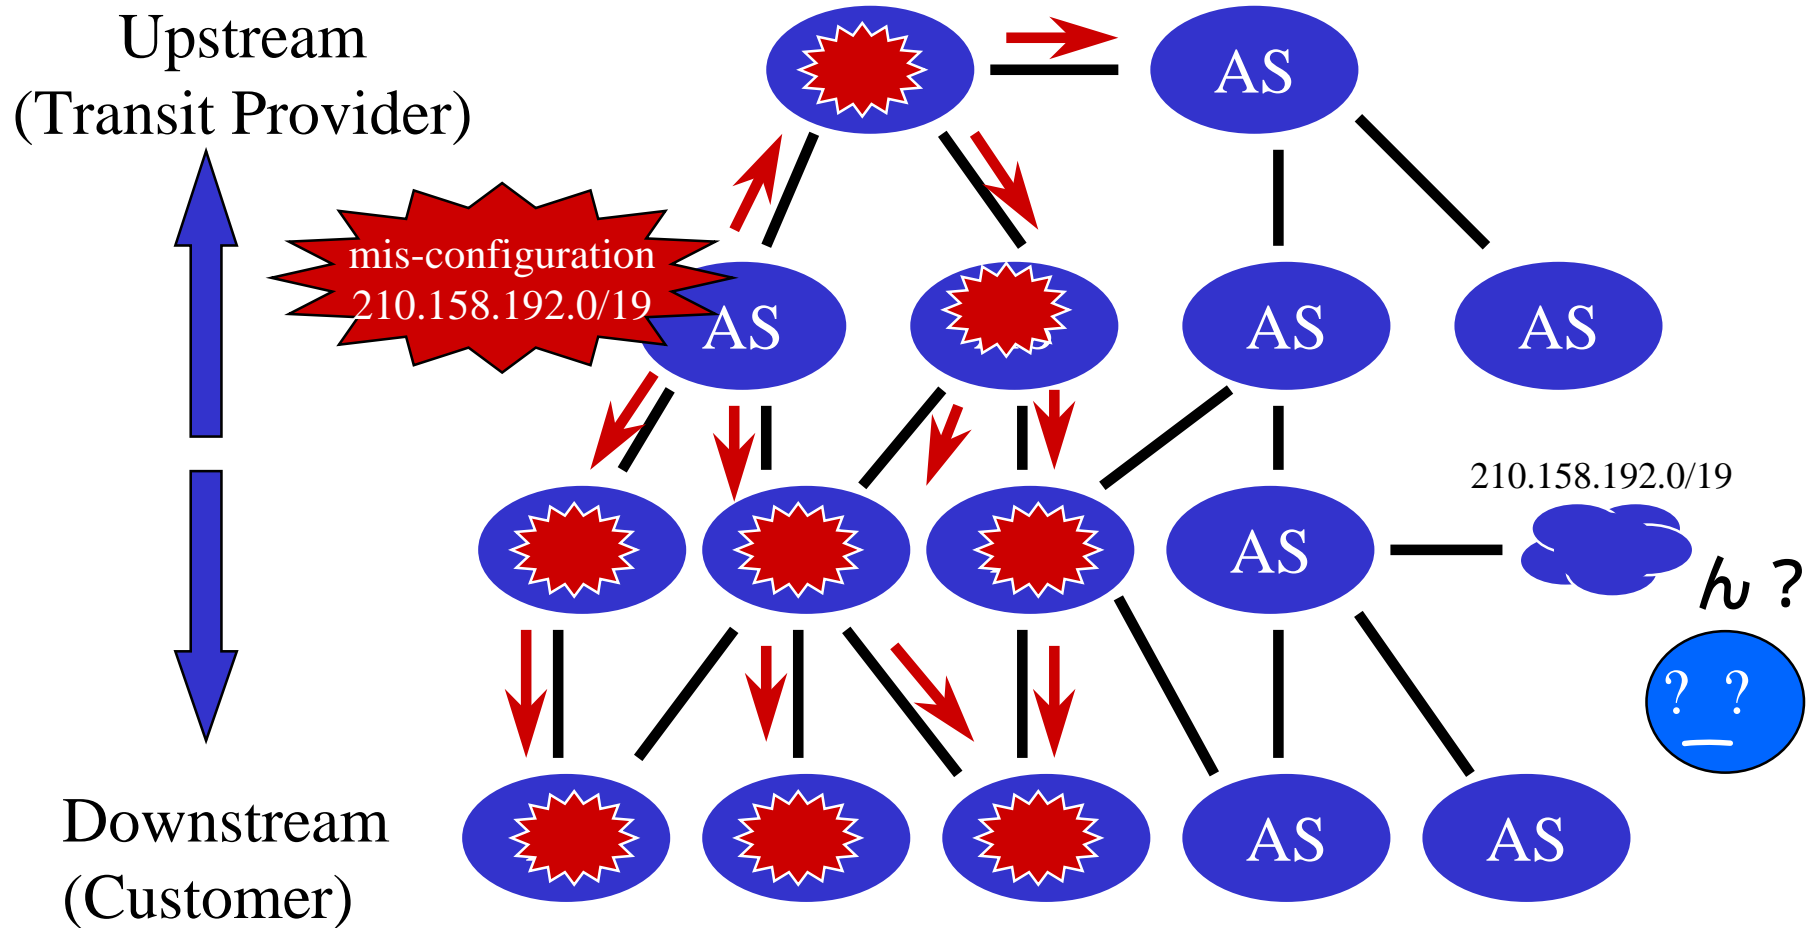 Upstream
(Transit Provider)
AS
mis-configuration
210.158.192.0/19
AS
AS
AS
210.158.192.0/19
AS
ん？
? ?
Downstream
(Customer)
AS
AS